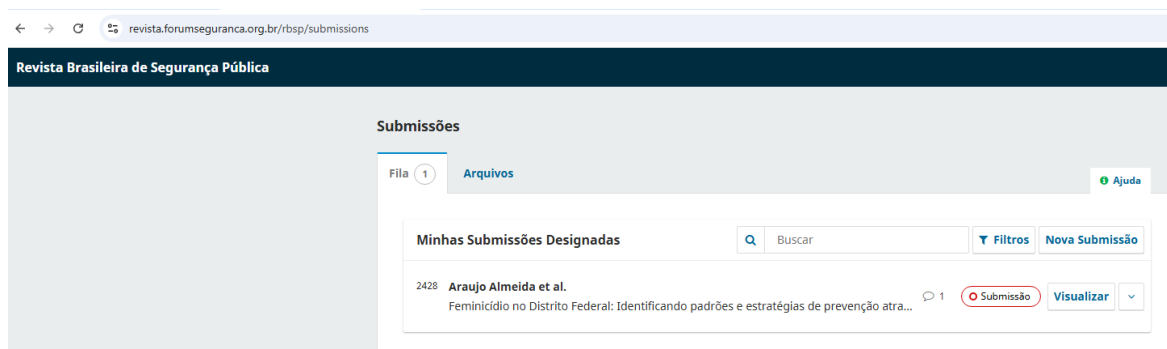 revista.forumseguranca.org.br/rbsp/submissions
Revista Brasileira de Segurança Pública
Submissões
Fila 1 Arquivos
Ajuda
Minhas Submissões Designadas Buscar Filtros Nova Submissão
2428 Araujo Almeida et al.
Feminicídio no Distrito Federal: Identificando padrões e estratégias de prevenção atra... 1 Submissão Visualizar